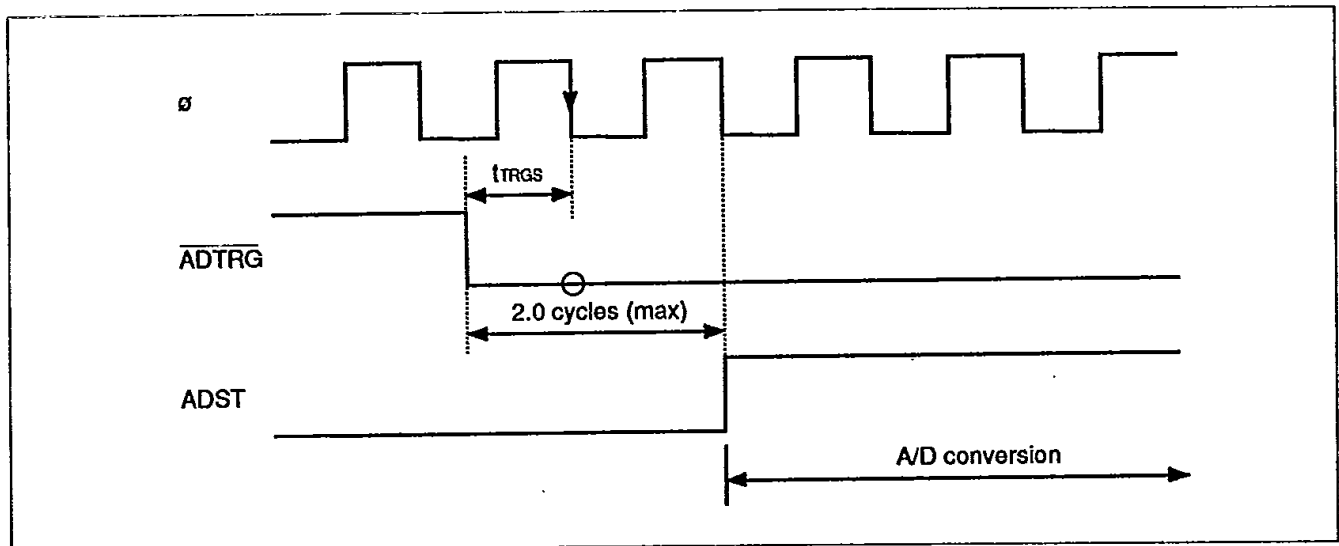 ø
tTRGS
ADTRG
2.0 cycles (max)
ADST
A/D conversion